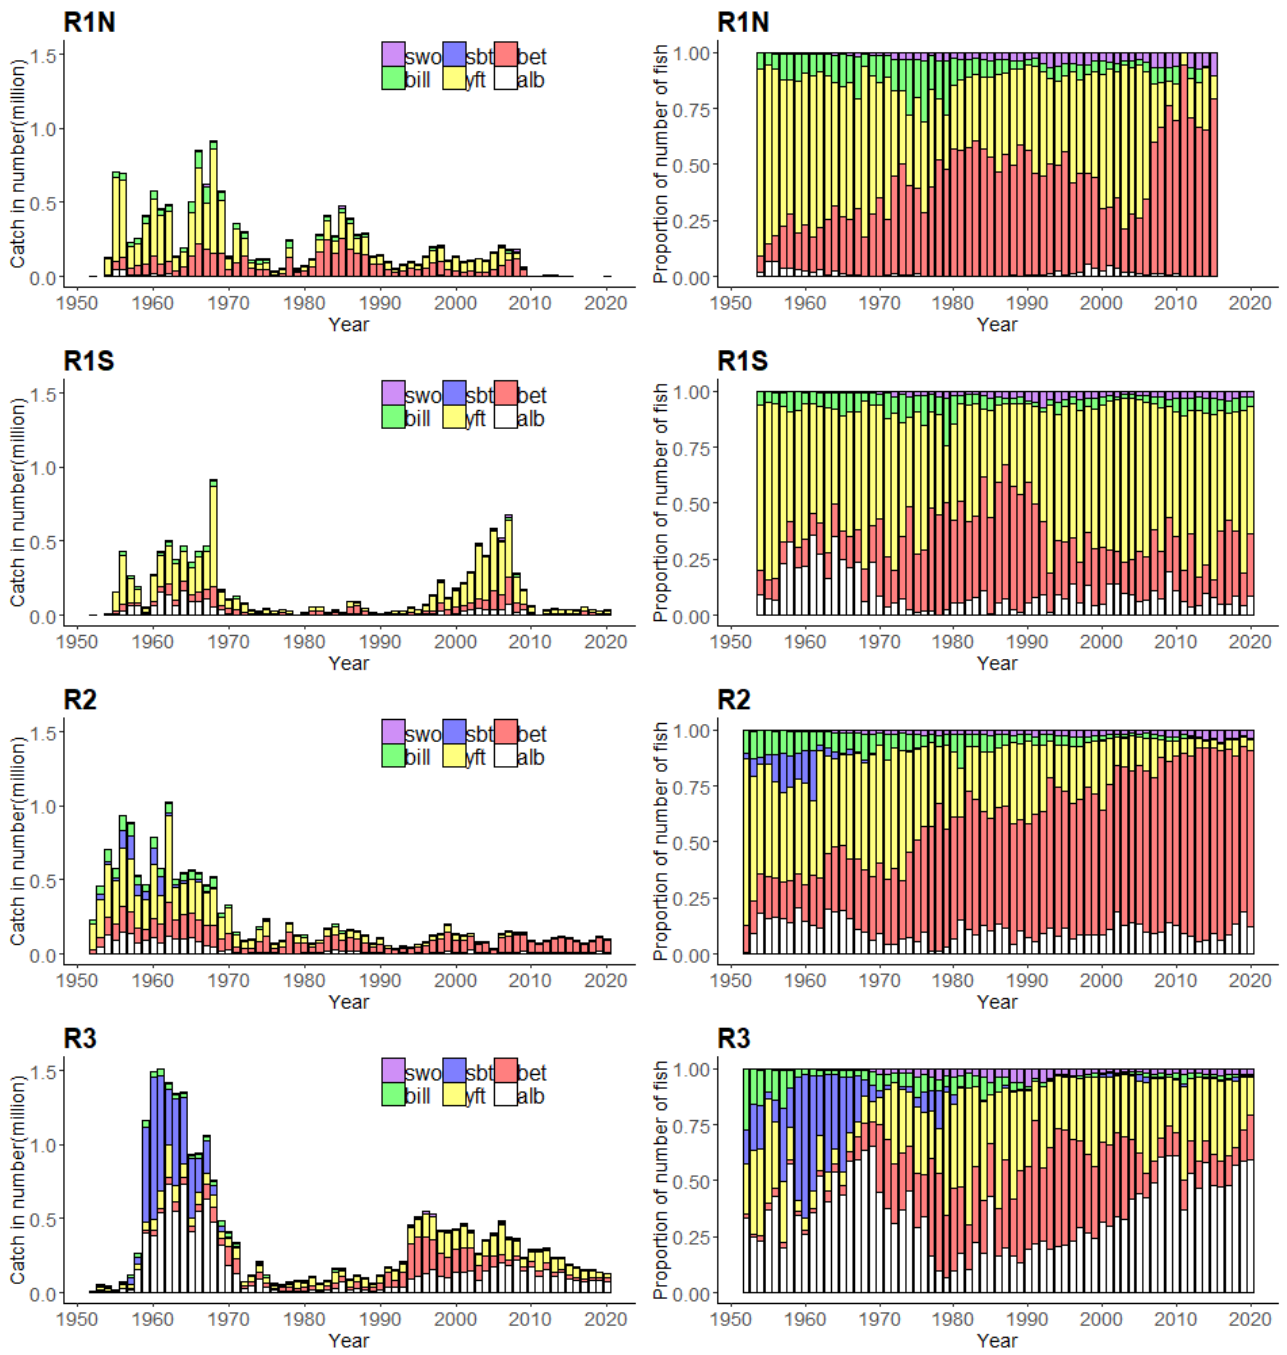 R1N
Catch in number(million)
1.5
1.0
0.5
0.0
swo sbt bet
bill yft alb
1950 1960 1970 1980 1990 2000 2010 2020
Year
R1N
Proportion of number of fish
1.00
0.75
0.50
0.25
0.00
1950 1960 1970 1980 1990 2000 2010 2020
Year
R1S
Catch in number(million)
1.5
1.0
0.5
0.0
swo sbt bet
bill yft alb
1950 1960 1970 1980 1990 2000 2010 2020
Year
R1S
Proportion of number of fish
1.00
0.75
0.50
0.25
0.00
1950 1960 1970 1980 1990 2000 2010 2020
Year
R2
Catch in number(million)
1.5
1.0
0.5
0.0
swo sbt bet
bill yft alb
1950 1960 1970 1980 1990 2000 2010 2020
Year
R2
Proportion of number of fish
1.00
0.75
0.50
0.25
0.00
1950 1960 1970 1980 1990 2000 2010 2020
Year
R3
Catch in number(million)
1.5
1.0
0.5
0.0
swo sbt bet
bill yft alb
1950 1960 1970 1980 1990 2000 2010 2020
Year
R3
Proportion of number of fish
1.00
0.75
0.50
0.25
0.00
1950 1960 1970 1980 1990 2000 2010 2020
Year